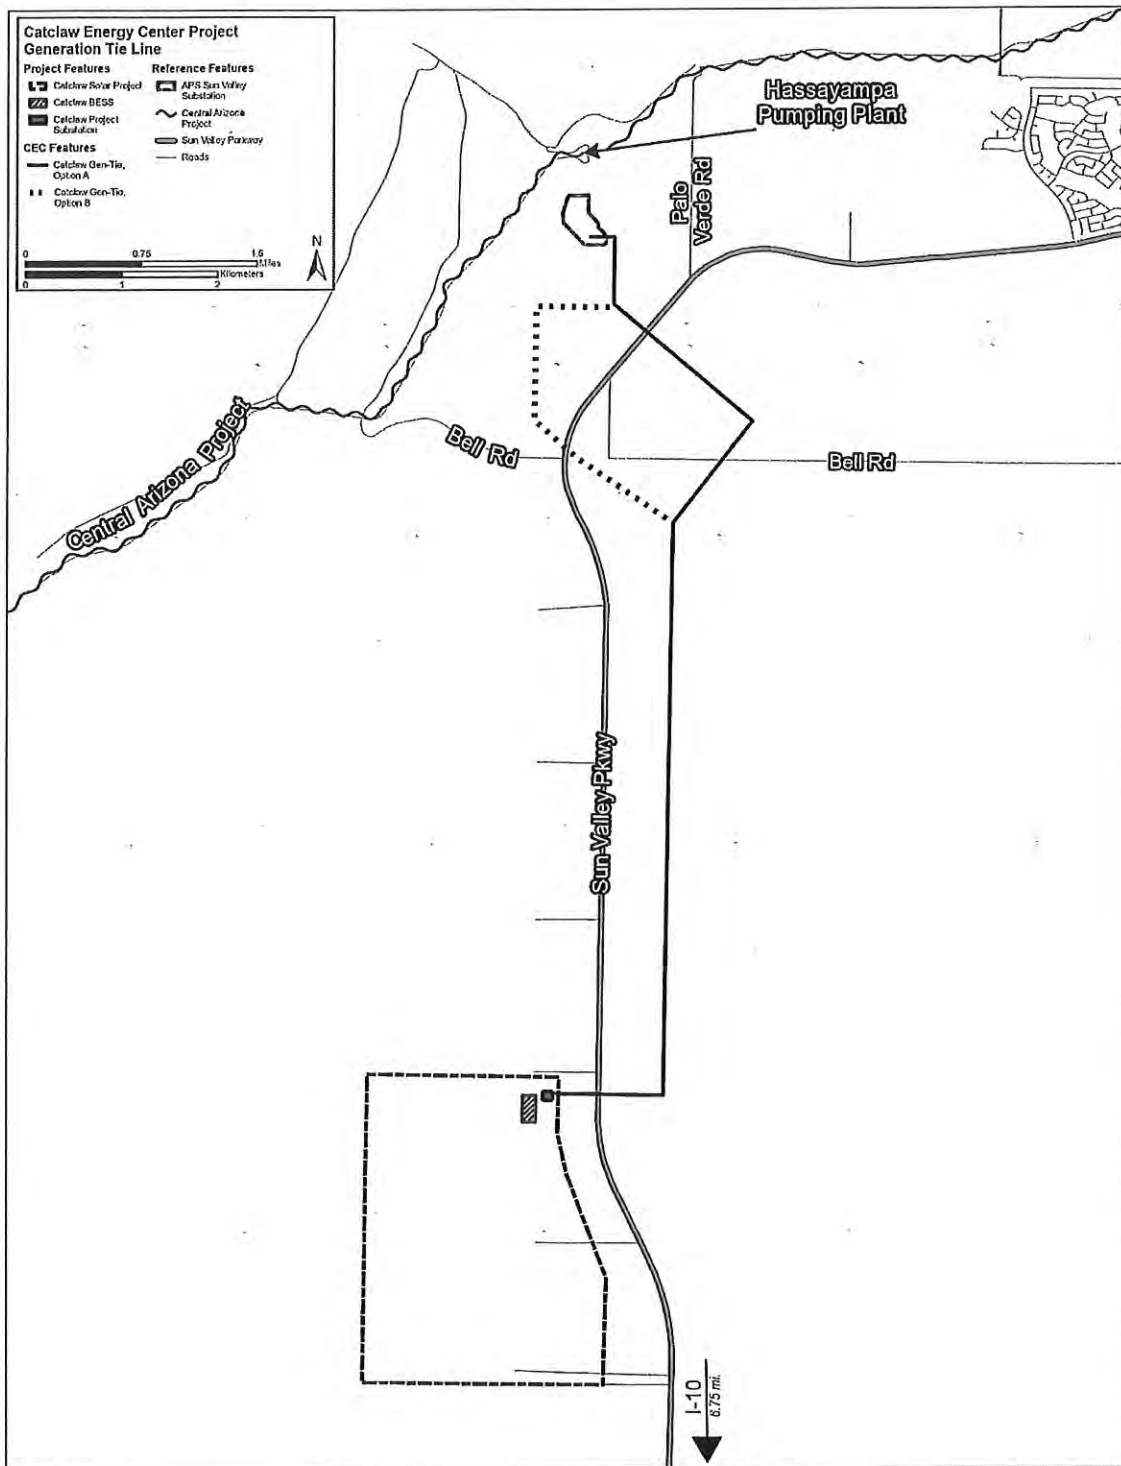 Catclaw Energy Center Project
Generation Tie Line
Project Features
Catclaw Solar Project
Catclaw BESS
Catclaw Project
Substation
CEC Features
Catclaw Gen-Tie,
Option A
Catclaw Gen-Tie,
Option B
Reference Features
APS Sun Valley
Substation
Central Arizona
Project
Sun Valley Parkway
Roads
0 0.75 1.5
Miles
Kilometers
0 1 2
N
Hassayampa
Pumping Plant
Palo
Verde Rd
Bell Rd
Bell Rd
Central Arizona Project
Sun Valley Pkwy
I-10
6.75 mi.